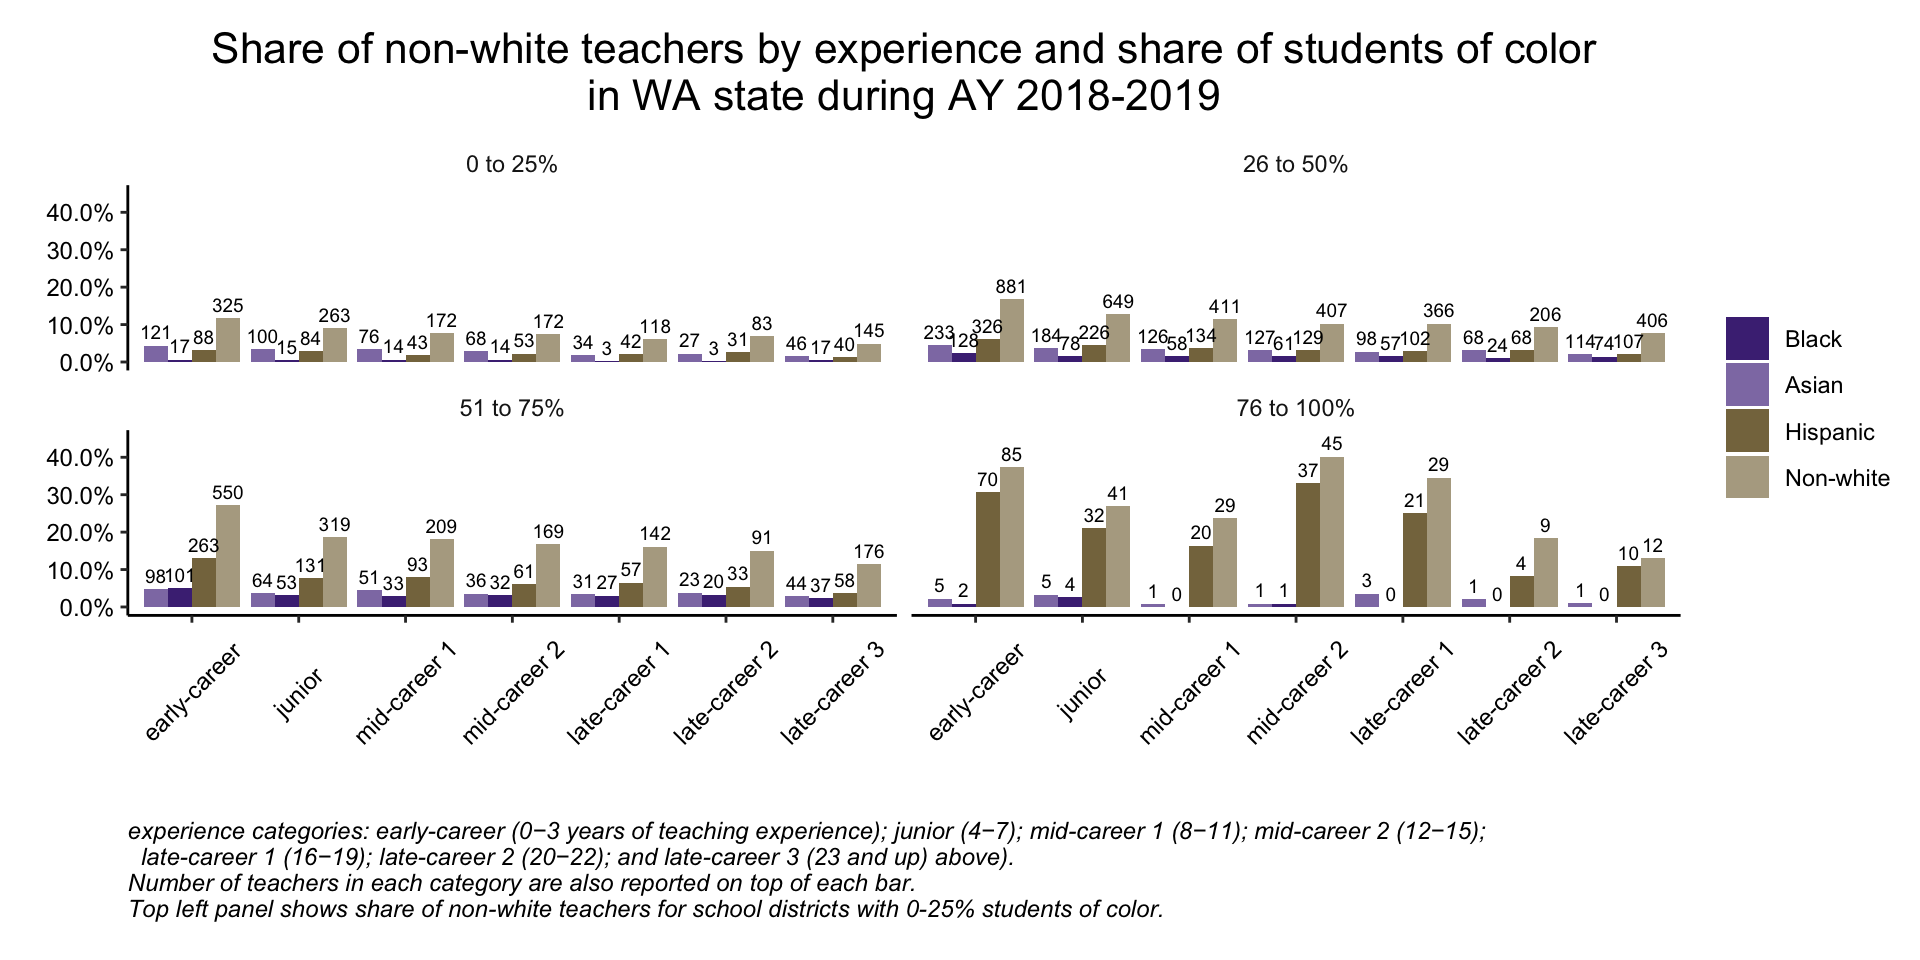 Share of non-white teachers by experience and share of students of color
in WA state during AY 2018-2019
0 to 25%
26 to 50%
40.0%
30.0%
20.0%
10.0%
0.0%
121 17 88 325 100 15 84 263 76 14 43 172 68 14 53 172 34 3 42 118 27 3 31 83 46 17 40 145
233 128 326 881 184 78 226 649 126 58 134 411 127 61 129 407 98 57 102 366 68 24 68 206 114 74 107 406
51 to 75%
76 to 100%
40.0%
30.0%
20.0%
10.0%
0.0%
98 101 263 550 64 53 131 319 51 33 93 209 36 32 61 169 31 27 57 142 23 20 33 91 44 37 58 176
5 2 70 85 5 4 32 41 1 0 20 29 1 1 37 45 3 0 21 29 1 0 4 9 1 0 10 12
early-career
junior
mid-career 1
mid-career 2
late-career 1
late-career 2
late-career 3
early-career
junior
mid-career 1
mid-career 2
late-career 1
late-career 2
late-career 3
Black
Asian
Hispanic
Non-white
experience categories: early-career (0−3 years of teaching experience); junior (4−7); mid-career 1 (8−11); mid-career 2 (12−15);
late-career 1 (16−19); late-career 2 (20−22); and late-career 3 (23 and up) above).
Number of teachers in each category are also reported on top of each bar.
Top left panel shows share of non-white teachers for school districts with 0-25% students of color.